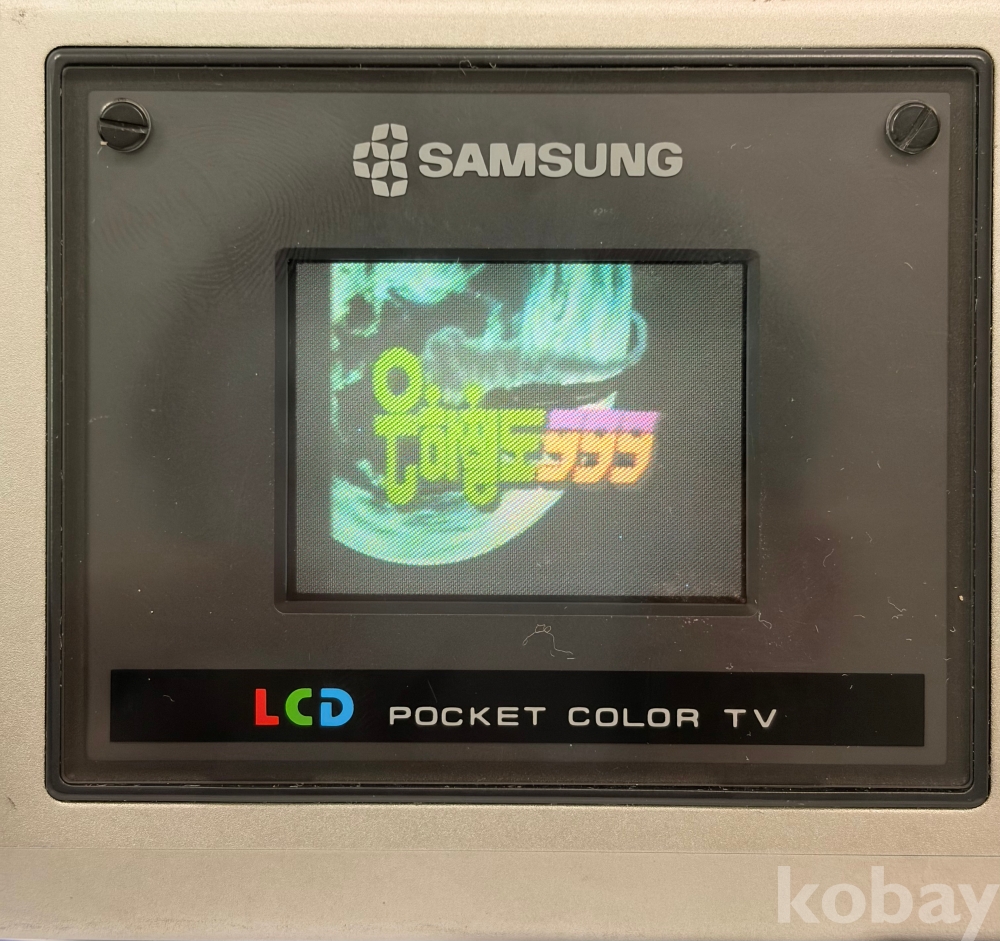 SAMSUNG
LCD POCKET COLOR TV
kobay